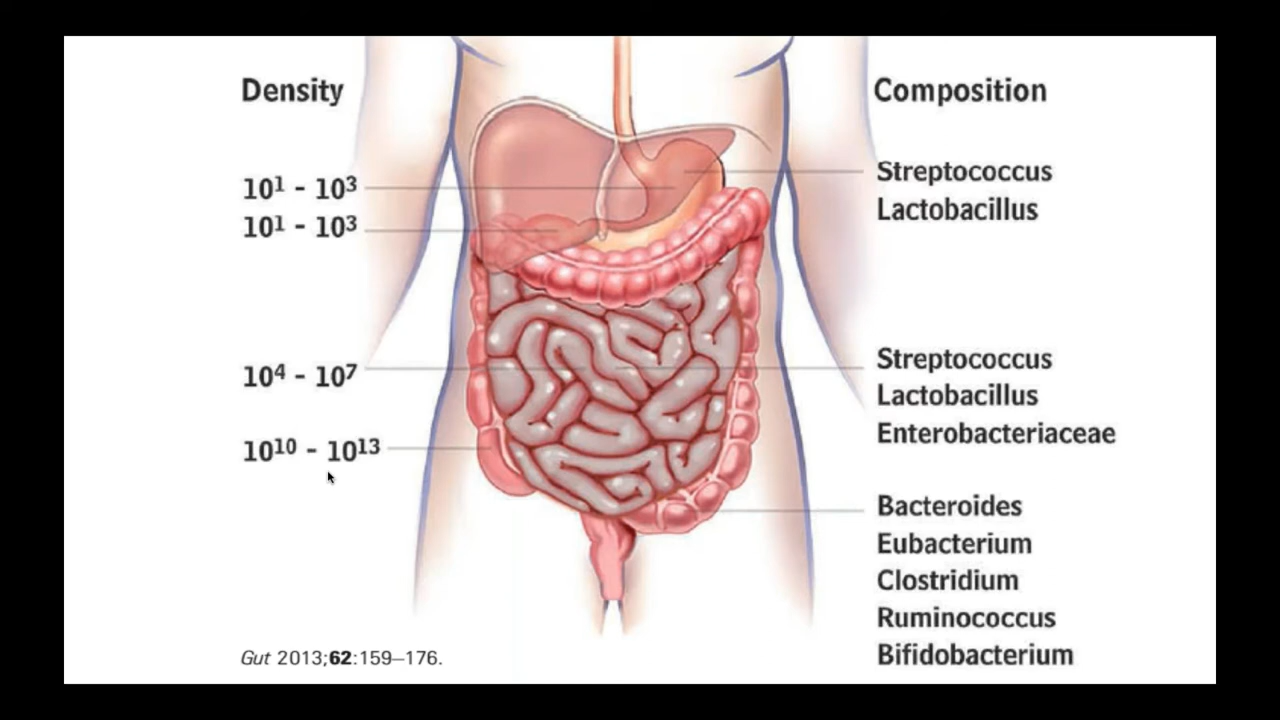 Density
10¹ - 10³
10¹ - 10³
10⁴ - 10⁷
10¹⁰ - 10¹³
Composition
Streptococcus
Lactobacillus
Streptococcus
Lactobacillus
Enterobacteriaceae
Bacteroides
Eubacterium
Clostridium
Ruminococcus
Bifidobacterium
Gut 2013;62:159–176.